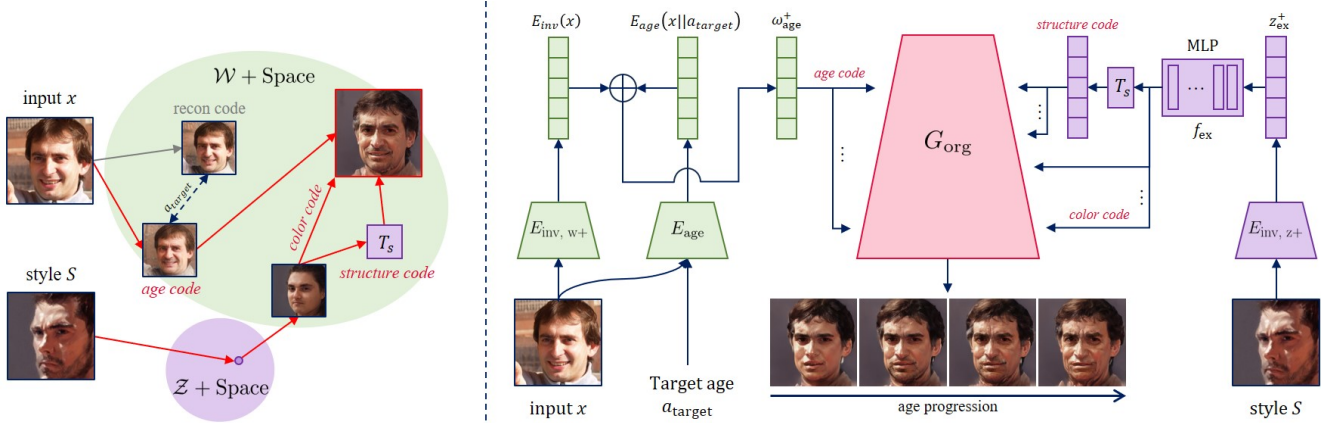 W + Space
input x
recon code
a_target
age code
color code
T_s
structure code
style S
Z + Space
E_inv(x)
E_age(x||a_target)
ω⁺_age
age code
structure code
z⁺_ex
MLP
...
T_s
f_ex
G_org
⋮
⋮
⋮
color code
E_inv, w+
E_age
E_inv, z+
input x
Target age
a_target
age progression
style S